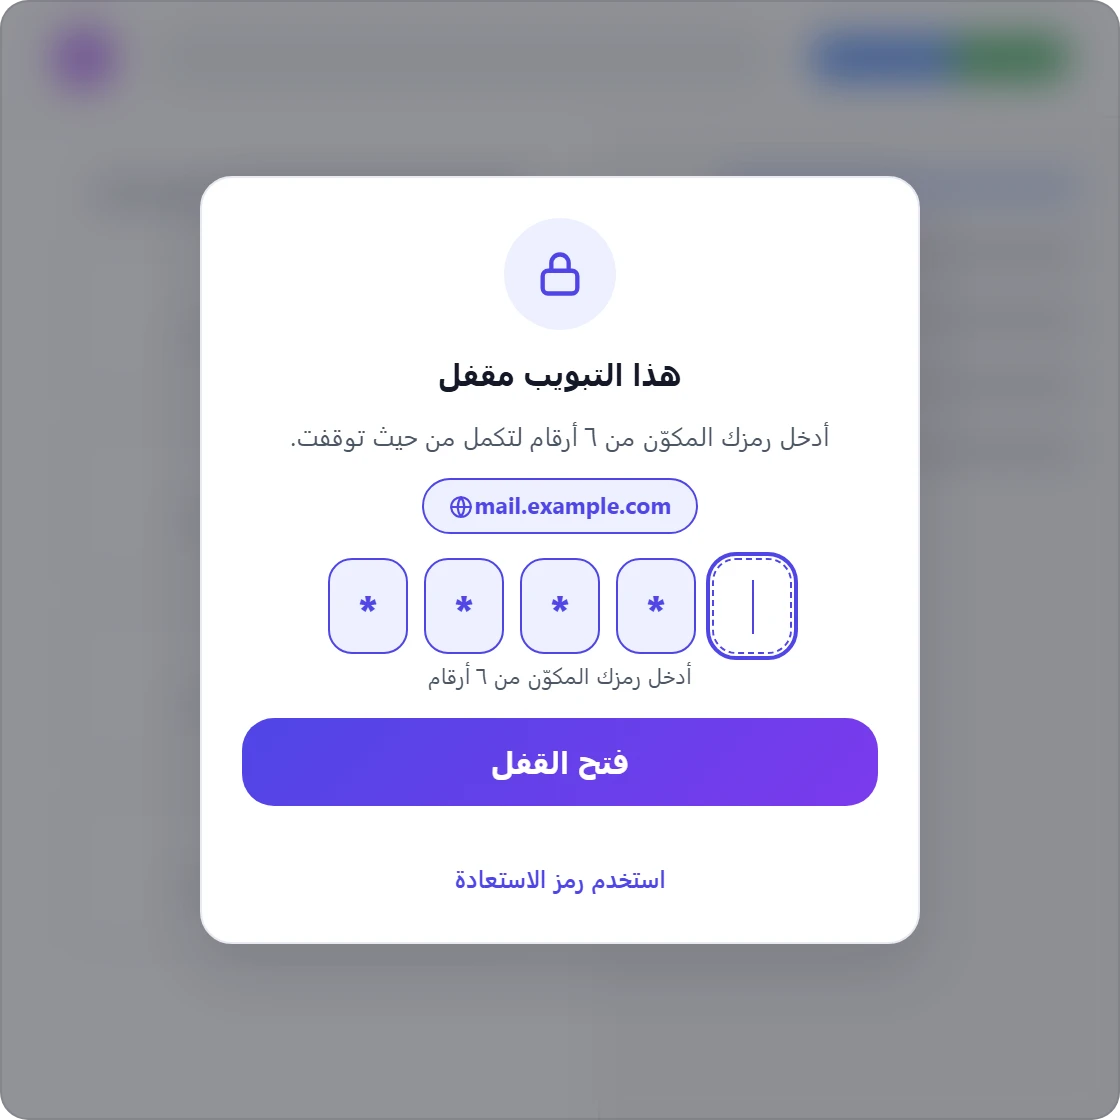 هذا التبويب مقفل
أدخل رمزك المكوّن من ٦ أرقام لتكمل من حيث توقفت.
mail.example.com
* * * *
أدخل رمزك المكوّن من ٦ أرقام
فتح القفل
استخدم رمز الاستعادة